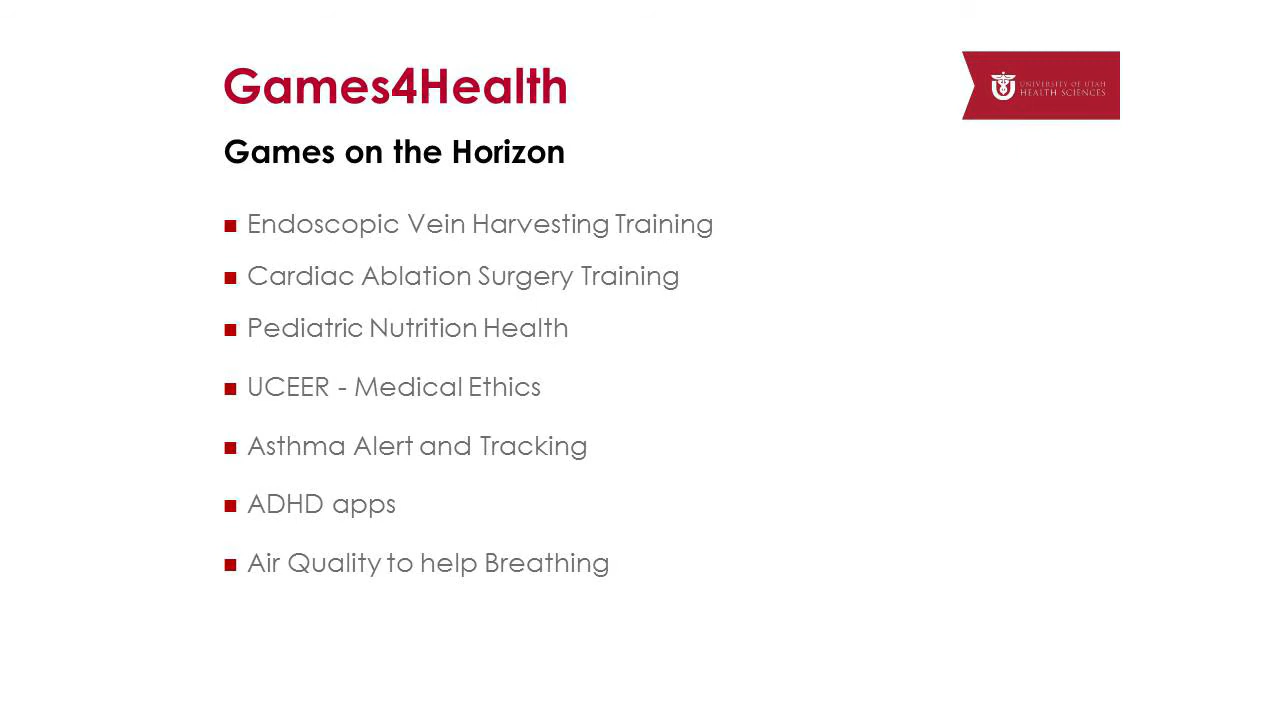 Games4Health
UNIVERSITY OF UTAH
HEALTH SCIENCES
Games on the Horizon
Endoscopic Vein Harvesting Training
Cardiac Ablation Surgery Training
Pediatric Nutrition Health
UCEER - Medical Ethics
Asthma Alert and Tracking
ADHD apps
Air Quality to help Breathing